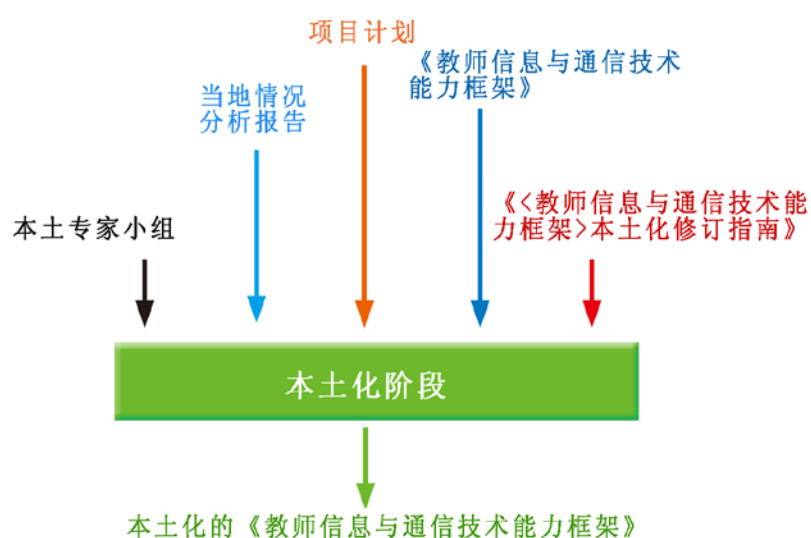 项目计划
《教师信息与通信技术
能力框架》
当地情况
分析报告
《<教师信息与通信技术能
力框架>本土化修订指南》
本土专家小组
本土化阶段
本土化的《教师信息与通信技术能力框架》